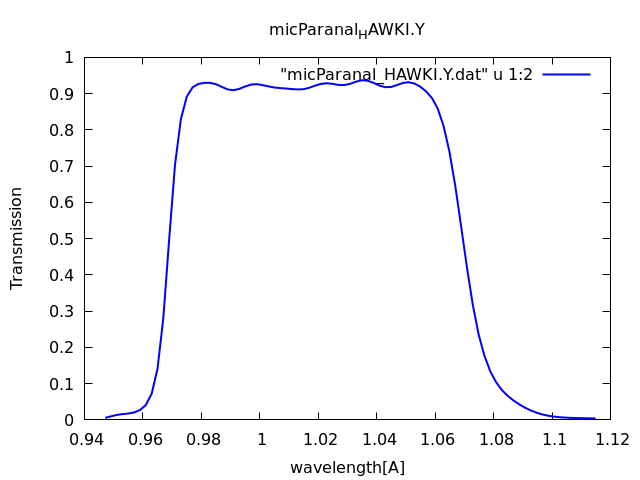 micParanalHAWKI.Y
1
"micParanal_HAWKI.Y.dat" u 1:2
0.9
0.8
0.7
0.6
0.5
0.4
0.3
0.2
0.1
0
Transmission
0.94 0.96 0.98 1 1.02 1.04 1.06 1.08 1.1 1.12
wavelength[A]